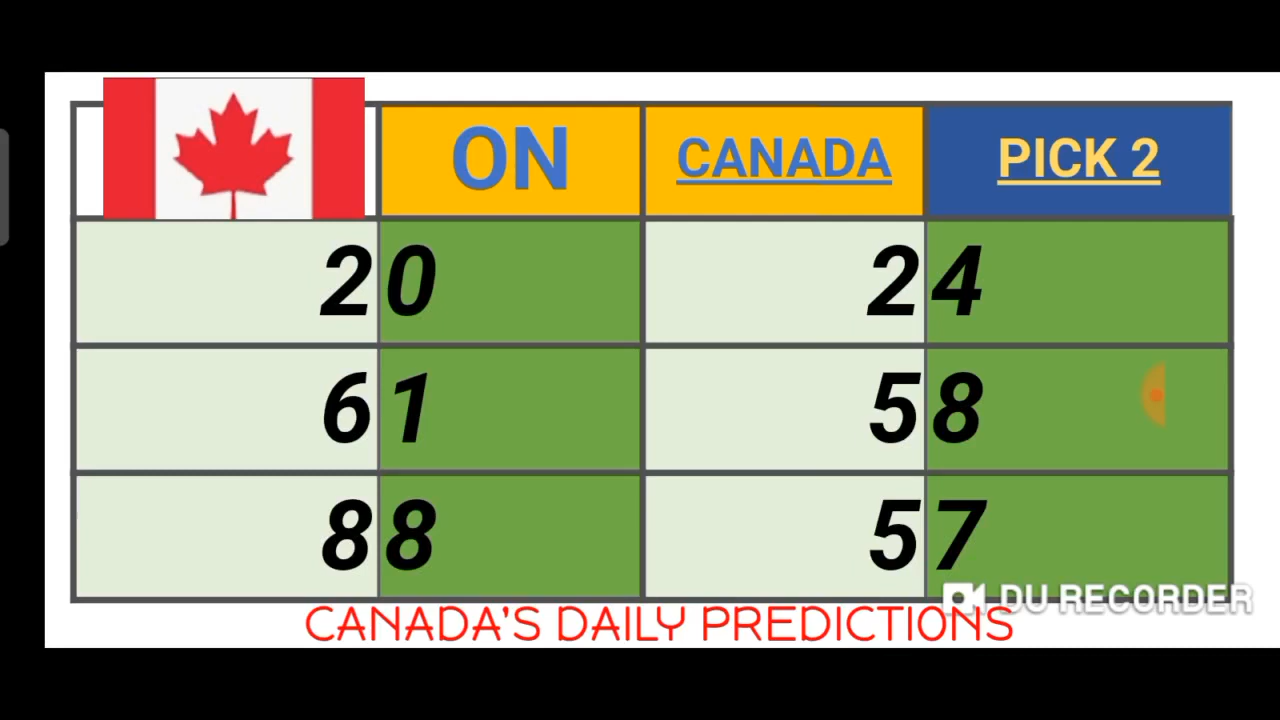 ON CANADA PICK 2
20 24
61 58
88 57
DU RECORDER
CANADA'S DAILY PREDICTIONS